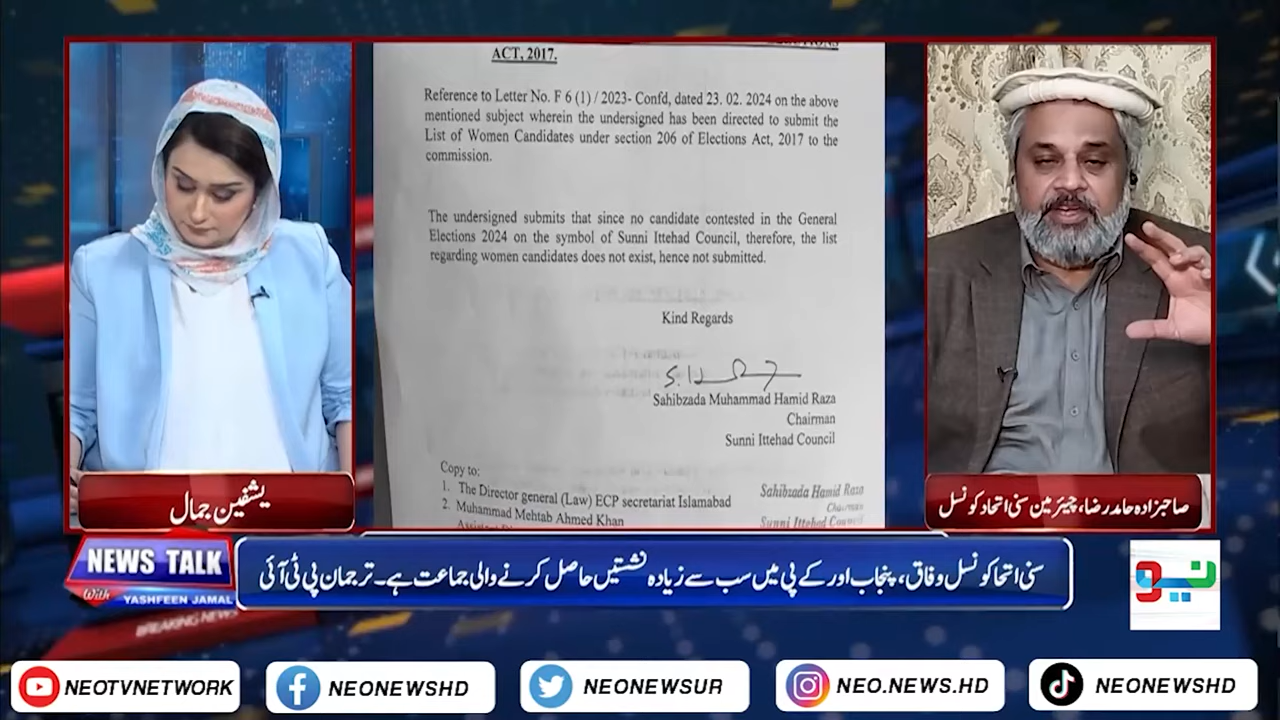 ACT, 2017.
Reference to Letter No. F 6 (1) / 2023- Confd, dated 23. 02. 2024 on the above
mentioned subject wherein the undersigned has been directed to submit the
List of Women Candidates under section 206 of Elections Act, 2017 to the
commission.
The undersigned submits that since no candidate contested in the General
Elections 2024 on the symbol of Sunni Ittehad Council, therefore, the list
regarding women candidates does not exist, hence not submitted.
Kind Regards
Sahibzada Muhammad Hamid Raza
Chairman
Sunni Ittehad Council
Copy to:
1. The Director general (Law) ECP secretariat Islamabad
2. Muhammad Mehtab Ahmed Khan
Sahibzada Hamid Raza
Chairman
Sunni Ittehad Council
یشفین جمال
صاحبزادہ حامد رضا، چیئرمین سنی اتحاد کونسل
NEWS TALK
With YASHFEEN JAMAL
سنی اتحا کونسل وفاق، پنجاب اور کے پی میں سب سے زیادہ نشستیں حاصل کرنے والی جماعت ہے۔ ترجمان پی ٹی آئی
نیو
BREAKING NEWS
NEOTVNETWORK
NEONEWSHD
NEONEWSUR
NEO.NEWS.HD
NEONEWSHD